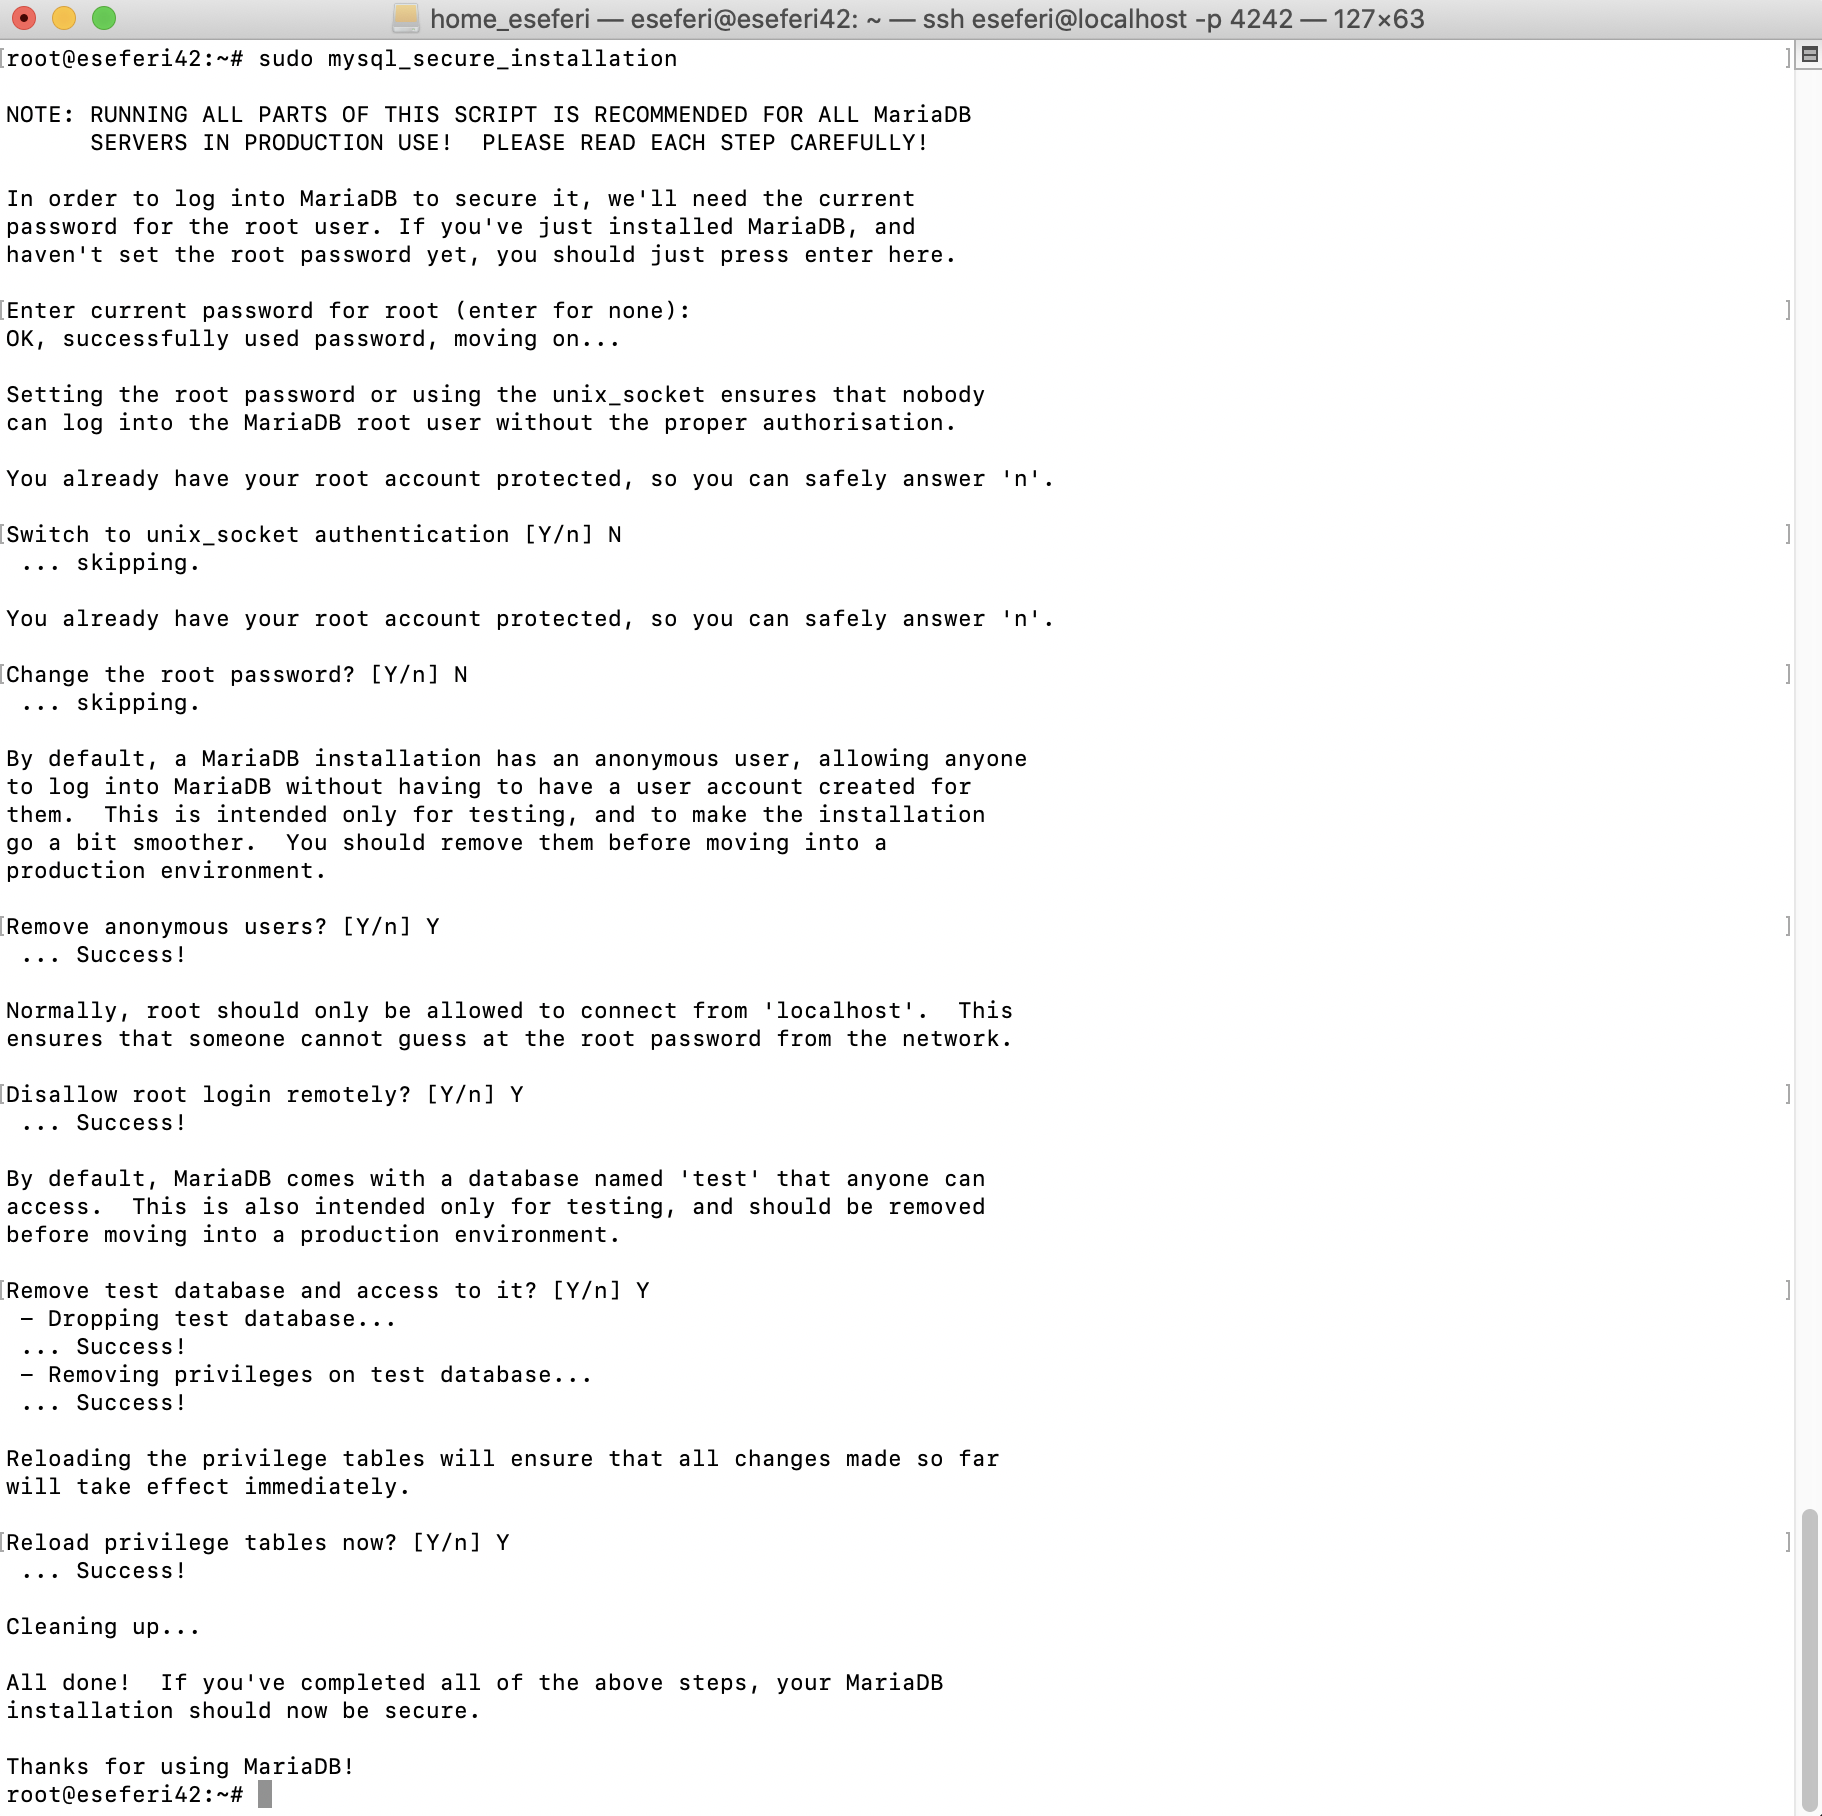 home_eseferi — eseferi@eseferi42: ~ — ssh eseferi@localhost -p 4242 — 127×63
[root@eseferi42:~# sudo mysql_secure_installation ]
NOTE: RUNNING ALL PARTS OF THIS SCRIPT IS RECOMMENDED FOR ALL MariaDB
SERVERS IN PRODUCTION USE!  PLEASE READ EACH STEP CAREFULLY!
In order to log into MariaDB to secure it, we'll need the current
password for the root user. If you've just installed MariaDB, and
haven't set the root password yet, you should just press enter here.
[Enter current password for root (enter for none): ]
OK, successfully used password, moving on...
Setting the root password or using the unix_socket ensures that nobody
can log into the MariaDB root user without the proper authorisation.
You already have your root account protected, so you can safely answer 'n'.
[Switch to unix_socket authentication [Y/n] N ]
... skipping.
You already have your root account protected, so you can safely answer 'n'.
[Change the root password? [Y/n] N ]
... skipping.
By default, a MariaDB installation has an anonymous user, allowing anyone
to log into MariaDB without having to have a user account created for
them.  This is intended only for testing, and to make the installation
go a bit smoother.  You should remove them before moving into a
production environment.
[Remove anonymous users? [Y/n] Y ]
... Success!
Normally, root should only be allowed to connect from 'localhost'.  This
ensures that someone cannot guess at the root password from the network.
[Disallow root login remotely? [Y/n] Y ]
... Success!
By default, MariaDB comes with a database named 'test' that anyone can
access.  This is also intended only for testing, and should be removed
before moving into a production environment.
[Remove test database and access to it? [Y/n] Y ]
- Dropping test database...
... Success!
- Removing privileges on test database...
... Success!
Reloading the privilege tables will ensure that all changes made so far
will take effect immediately.
[Reload privilege tables now? [Y/n] Y ]
... Success!
Cleaning up...
All done!  If you've completed all of the above steps, your MariaDB
installation should now be secure.
Thanks for using MariaDB!
root@eseferi42:~#